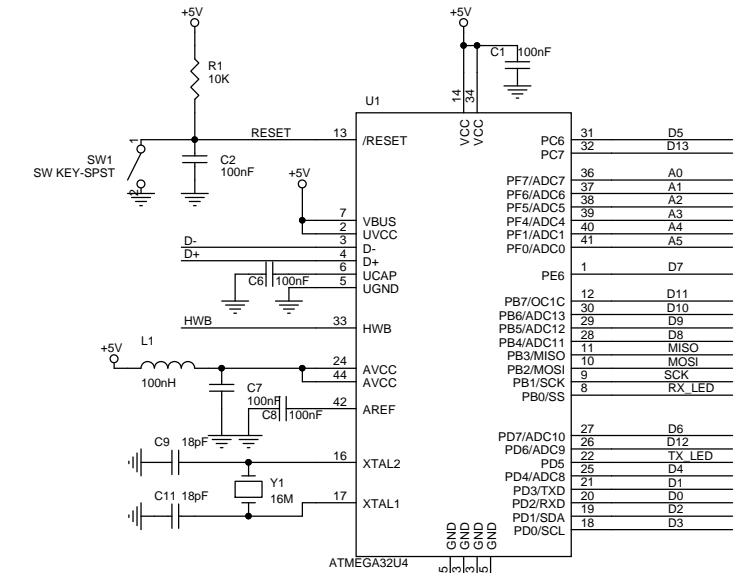 +5V
+5V
R1
10K
C1 100nF
U1
14
34
VCC
VCC
1
RESET 13 /RESET
SW1
SW KEY-SPST
2
C2
100nF
+5V
7 VBUS
2 UVCC
D- 3 D-
D+ 4 D+
C6 100nF 6 UCAP
5 UGND
HWB 33 HWB
+5V
L1
100nH
24 AVCC
44 AVCC
C7
100nF
C8 100nF
42 AREF
C9 18pF
16 XTAL2
Y1
16M
C11 18pF
17 XTAL1
PC6 31 D5
PC7 32 D13
PF7/ADC7 36 A0
PF6/ADC6 37 A1
PF5/ADC5 38 A2
PF4/ADC4 39 A3
PF1/ADC1 40 A4
PF0/ADC0 41 A5
PE6 1 D7
PB7/OC1C 12 D11
PB6/ADC13 30 D10
PB5/ADC12 29 D9
PB4/ADC11 28 D8
PB3/MISO 11 MISO
PB2/MOSI 10 MOSI
PB1/SCK 9 SCK
PB0/SS 8 RX_LED
PD7/ADC10 27 D6
PD6/ADC9 26 D12
PD5 22 TX_LED
PD4/ADC8 25 D4
PD3/TXD 21 D1
PD2/RXD 20 D0
PD1/SDA 19 D2
PD0/SCL 18 D3
GND
GND
GND
GND
ATMEGA32U4